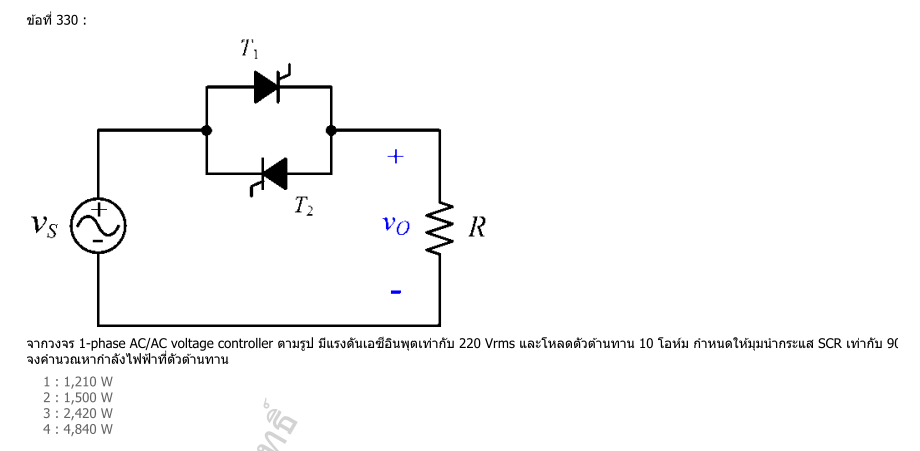 ข้อที่ 330 :
T1
+
T2
vS
+
-
vO
R
-
จากวงจร 1-phase AC/AC voltage controller ตามรูป มีแรงดันเอซีอินพุตเท่ากับ 220 Vrms และโหลดตัวต้านทาน 10 โอห์ม กำหนดให้มุมนำกระแส SCR เท่ากับ 90
จงคำนวณหากำลังไฟฟ้าที่ตัวต้านทาน
1 : 1,210 W
2 : 1,500 W
3 : 2,420 W
4 : 4,840 W